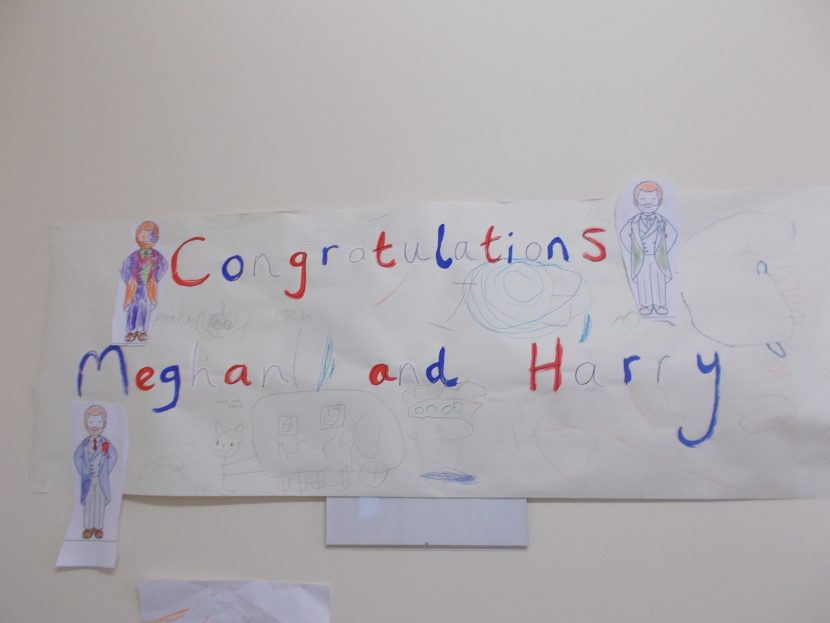 Congratulations
Meghan and Harry